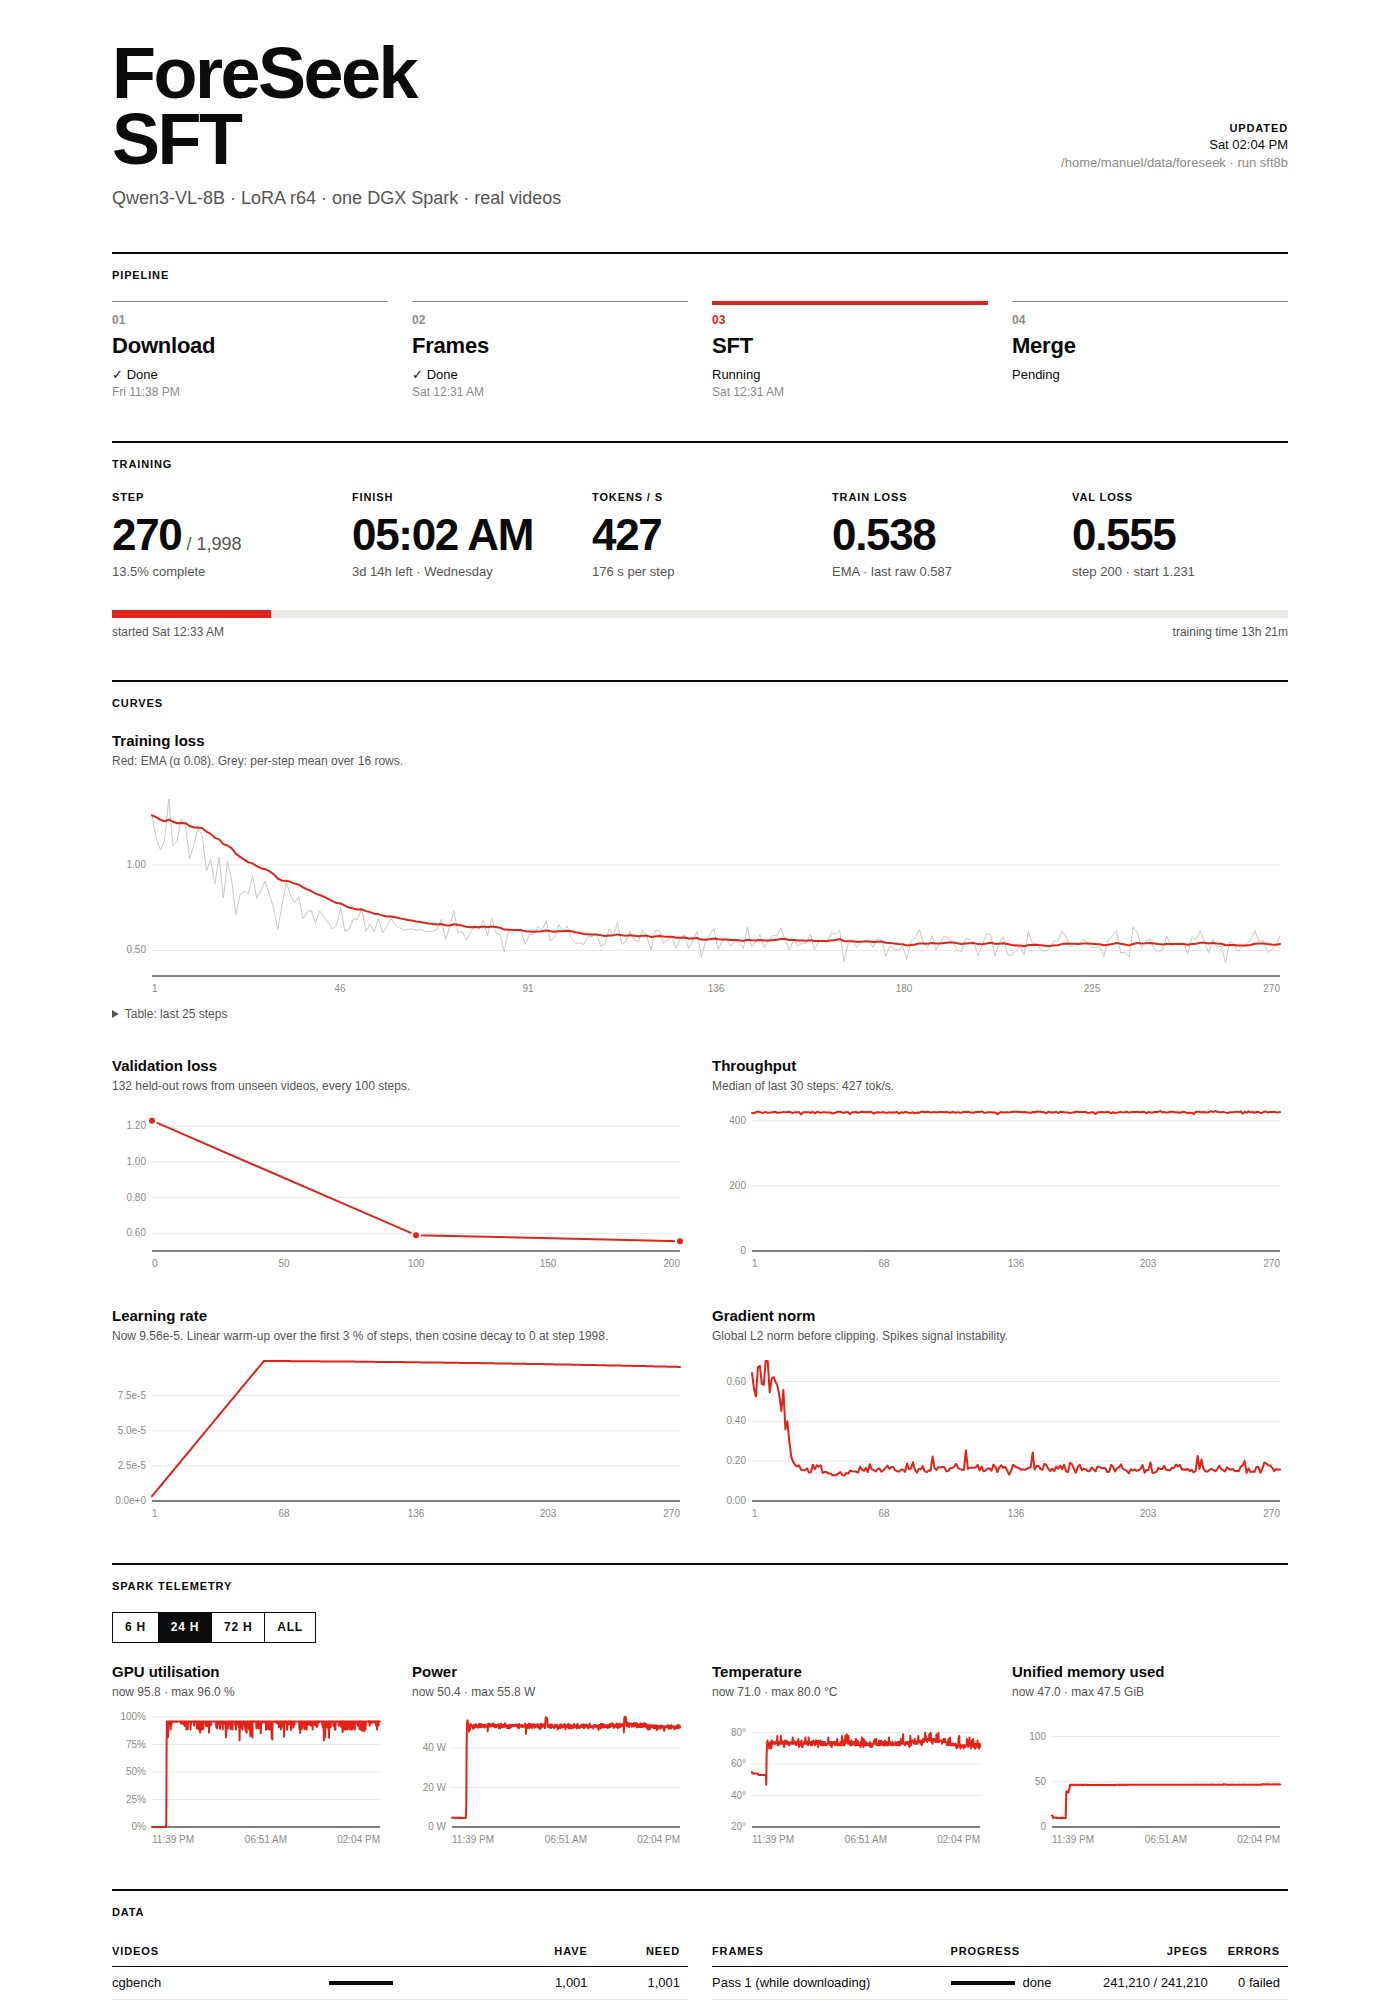 ForeSeek
SFT
UPDATED
Sat 02:04 PM
/home/manuel/data/foreseek · run sft8b
Qwen3-VL-8B · LoRA r64 · one DGX Spark · real videos
PIPELINE
01
Download
✓ Done
Fri 11:38 PM
02
Frames
✓ Done
Sat 12:31 AM
03
SFT
Running
Sat 12:31 AM
04
Merge
Pending
TRAINING
STEP
270 / 1,998
13.5% complete
FINISH
05:02 AM
3d 14h left · Wednesday
TOKENS / S
427
176 s per step
TRAIN LOSS
0.538
EMA · last raw 0.587
VAL LOSS
0.555
step 200 · start 1.231
started Sat 12:33 AM
training time 13h 21m
CURVES
Training loss
Red: EMA (α 0.08). Grey: per-step mean over 16 rows.
1.00
0.50
1 46 91 136 180 225 270
▶ Table: last 25 steps
Validation loss
132 held-out rows from unseen videos, every 100 steps.
1.20
1.00
0.80
0.60
0 50 100 150 200
Throughput
Median of last 30 steps: 427 tok/s.
400
200
0
1 68 136 203 270
Learning rate
Now 9.56e-5. Linear warm-up over the first 3 % of steps, then cosine decay to 0 at step 1998.
7.5e-5
5.0e-5
2.5e-5
0.0e+0
1 68 136 203 270
Gradient norm
Global L2 norm before clipping. Spikes signal instability.
0.60
0.40
0.20
0.00
1 68 136 203 270
SPARK TELEMETRY
6 H 24 H 72 H ALL
GPU utilisation
now 95.8 · max 96.0 %
100%
75%
50%
25%
0%
11:39 PM 06:51 AM 02:04 PM
Power
now 50.4 · max 55.8 W
40 W
20 W
0 W
11:39 PM 06:51 AM 02:04 PM
Temperature
now 71.0 · max 80.0 °C
80°
60°
40°
20°
11:39 PM 06:51 AM 02:04 PM
Unified memory used
now 47.0 · max 47.5 GiB
100
50
0
11:39 PM 06:51 AM 02:04 PM
DATA
VIDEOS HAVE NEED
cgbench 1,001 1,001
FRAMES PROGRESS JPEGS ERRORS
Pass 1 (while downloading) done 241,210 / 241,210 0 failed